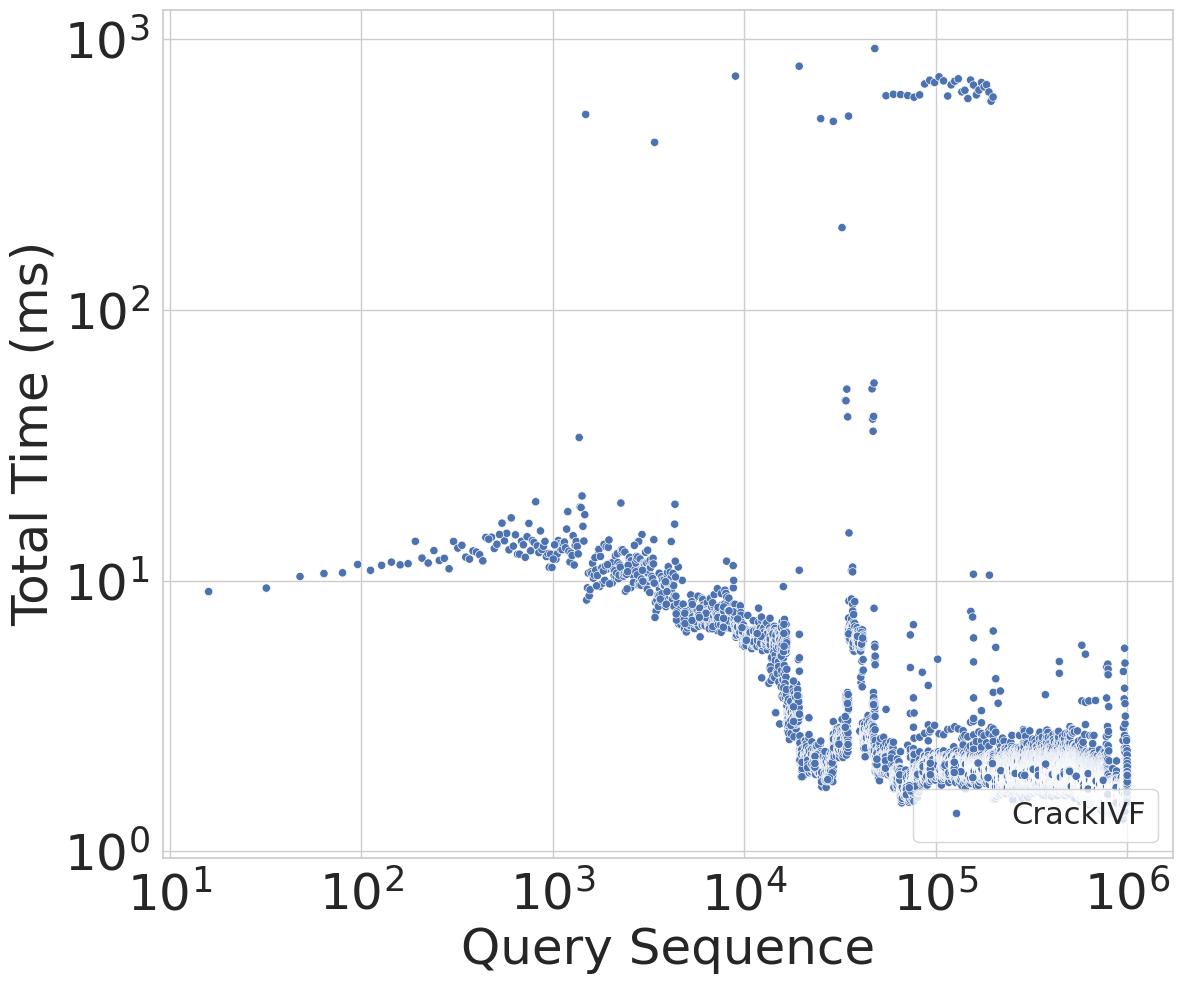 Total Time (ms)
10³
10²
10¹
10⁰
CrackIVF
10¹ 10² 10³ 10⁴ 10⁵ 10⁶
Query Sequence